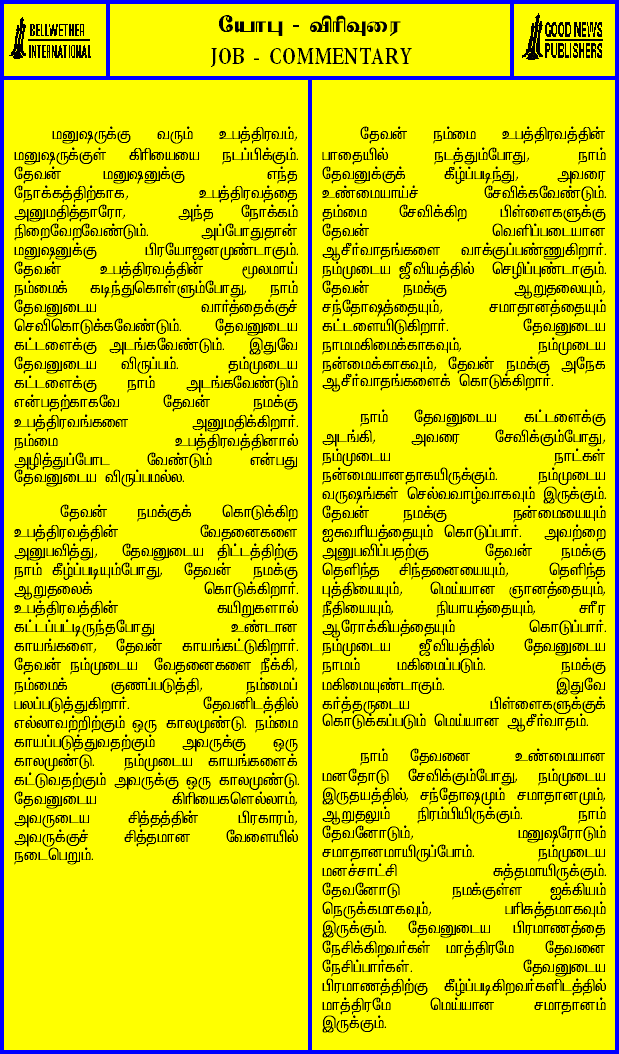 BELLWETHER
INTERNATIONAL
யோபு - விரிவுரை
JOB - COMMENTARY
GOOD NEWS
PUBLISHERS
மனுஷருக்கு வரும் உபத்திரவம்,
மனுஷருக்குள் கிரியையை நடப்பிக்கும்.
தேவன் மனுஷனுக்கு எந்த
நோக்கத்திற்காக, உபத்திரவத்தை
அனுமதித்தாரோ, அந்த நோக்கம்
நிறைவேறவேண்டும். அப்போதுதான்
மனுஷனுக்கு பிரயோஜனமுண்டாகும்.
தேவன் உபத்திரவத்தின் மூலமாய்
நம்மைக் கடிந்துகொள்ளும்போது, நாம்
தேவனுடைய வார்த்தைக்குச்
செவிகொடுக்கவேண்டும். தேவனுடைய
கட்டளைக்கு அடங்கவேண்டும். இதுவே
தேவனுடைய விருப்பம். தம்முடைய
கட்டளைக்கு நாம் அடங்கவேண்டும்
என்பதற்காகவே தேவன் நமக்கு
உபத்திரவங்களை அனுமதிக்கிறார்.
நம்மை உபத்திரவத்தினால்
அழித்துப்போட வேண்டும் என்பது
தேவனுடைய விருப்பமல்ல.
தேவன் நமக்குக் கொடுக்கிற
உபத்திரவத்தின் வேதனைகளை
அனுபவித்து, தேவனுடைய திட்டத்திற்கு
நாம் கீழ்ப்படியும்போது, தேவன் நமக்கு
ஆறுதலைக் கொடுக்கிறார்.
உபத்திரவத்தின் கயிறுகளால்
கட்டப்பட்டிருந்தபோது உண்டான
காயங்களை, தேவன் காயங்கட்டுகிறார்.
தேவன் நம்முடைய வேதனைகளை நீக்கி,
நம்மைக் குணப்படுத்தி, நம்மைப்
பலப்படுத்துகிறார். தேவனிடத்தில்
எல்லாவற்றிற்கும் ஒரு காலமுண்டு. நம்மை
காயப்படுத்துவதற்கும் அவருக்கு ஒரு
காலமுண்டு. நம்முடைய காயங்களைக்
கட்டுவதற்கும் அவருக்கு ஒரு காலமுண்டு.
தேவனுடைய கிரியைகளெல்லாம்,
அவருடைய சித்தத்தின் பிரகாரம்,
அவருக்குச் சித்தமான வேளையில்
நடைபெறும்.
தேவன் நம்மை உபத்திரவத்தின்
பாதையில் நடத்தும்போது, நாம்
தேவனுக்குக் கீழ்ப்படிந்து, அவரை
உண்மையாய்ச் சேவிக்கவேண்டும்.
தம்மை சேவிக்கிற பிள்ளைகளுக்கு
தேவன் வெளிப்படையான
ஆசீர்வாதங்களை வாக்குப்பண்ணுகிறார்.
நம்முடைய ஜீவியத்தில் செழிப்புண்டாகும்.
தேவன் நமக்கு ஆறுதலையும்,
சந்தோஷத்தையும், சமாதானத்தையும்
கட்டளையிடுகிறார். தேவனுடைய
நாமமகிமைக்காகவும், நம்முடைய
நன்மைக்காகவும், தேவன் நமக்கு அநேக
ஆசீர்வாதங்களைக் கொடுக்கிறார்.
நாம் தேவனுடைய கட்டளைக்கு
அடங்கி, அவரை சேவிக்கும்போது,
நம்முடைய நாட்கள்
நன்மையானதாகயிருக்கும். நம்முடைய
வருஷங்கள் செல்வவாழ்வாகவும் இருக்கும்.
தேவன் நமக்கு நன்மையையும்
ஐசுவரியத்தையும் கொடுப்பார். அவற்றை
அனுபவிப்பதற்கு தேவன் நமக்கு
தெளிந்த சிந்தனையையும், தெளிந்த
புத்தியையும், மெய்யான ஞானத்தையும்,
நீதியையும், நியாயத்தையும், சரீர
ஆரோக்கியத்தையும் கொடுப்பார்.
நம்முடைய ஜீவியத்தில் தேவனுடைய
நாமம் மகிமைப்படும். நமக்கு
மகிமையுண்டாகும். இதுவே
கர்த்தருடைய பிள்ளைகளுக்குக்
கொடுக்கப்படும் மெய்யான ஆசீர்வாதம்.
நாம் தேவனை உண்மையான
மனதோடு சேவிக்கும்போது, நம்முடைய
இருதயத்தில், சந்தோஷமும் சமாதானமும்,
ஆறுதலும் நிரம்பியிருக்கும். நாம்
தேவனோடும், மனுஷரோடும்
சமாதானமாயிருப்போம். நம்முடைய
மனச்சாட்சி சுத்தமாயிருக்கும்.
தேவனோடு நமக்குள்ள ஐக்கியம்
நெருக்கமாகவும், பரிசுத்தமாகவும்
இருக்கும். தேவனுடைய பிரமாணத்தை
நேசிக்கிறவர்கள் மாத்திரமே தேவனை
நேசிப்பார்கள். தேவனுடைய
பிரமாணத்திற்கு கீழ்ப்படிகிறவர்களிடத்தில்
மாத்திரமே மெய்யான சமாதானம்
இருக்கும்.